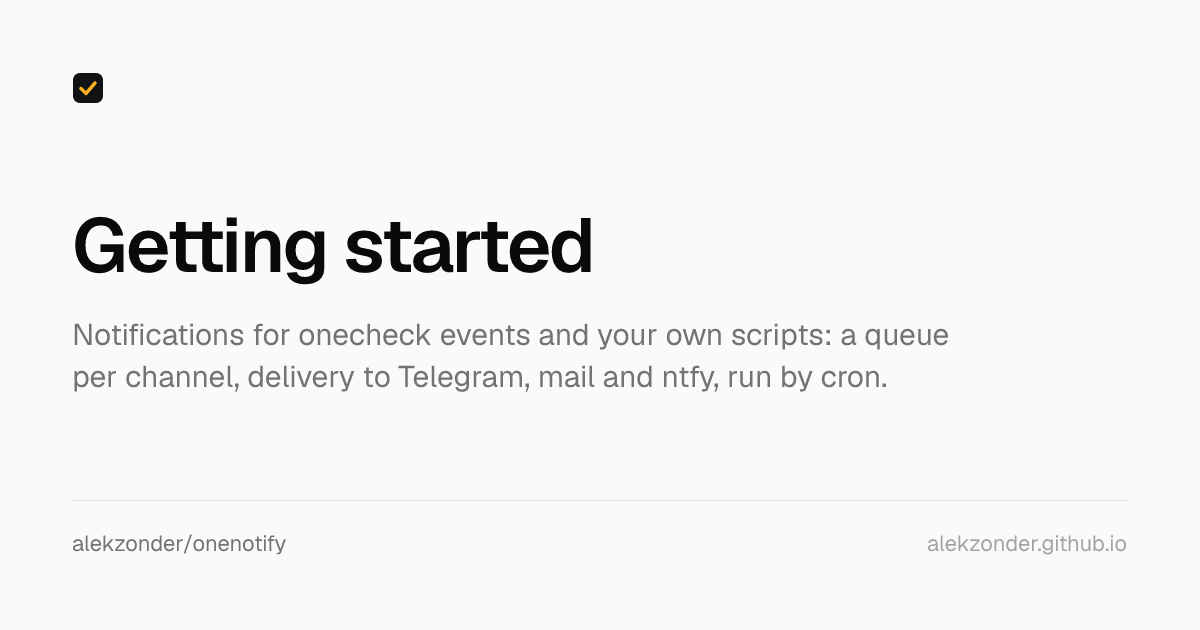 Getting started
Notifications for onecheck events and your own scripts: a queue
per channel, delivery to Telegram, mail and ntfy, run by cron.
alekzonder/onenotify
alekzonder.github.io